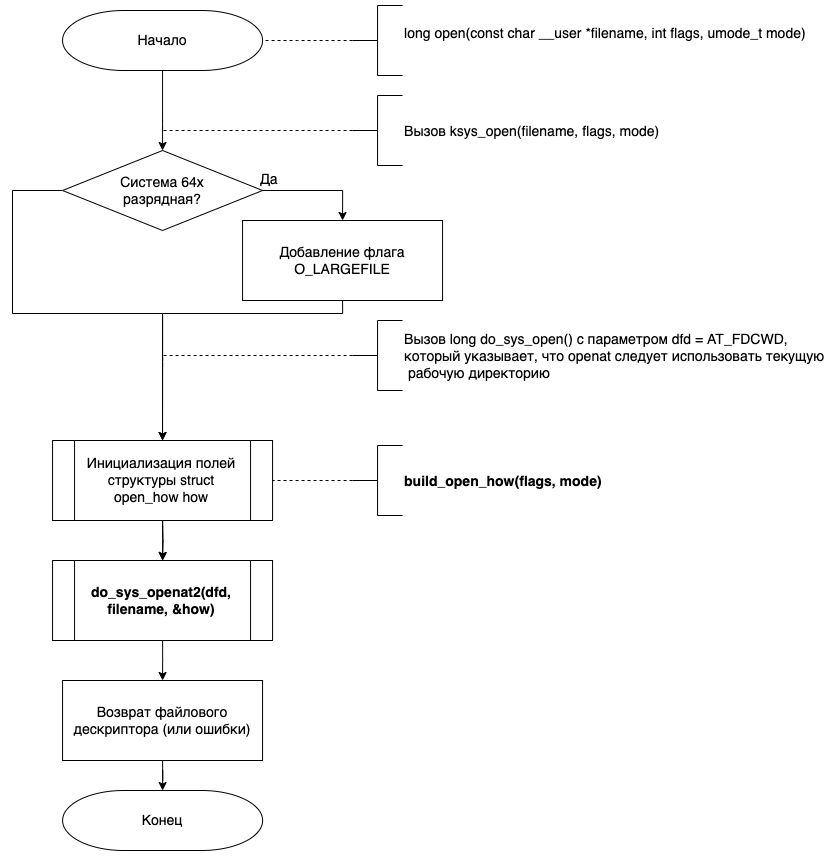 Начало
long open(const char __user *filename, int flags, umode_t mode)
Вызов ksys_open(filename, flags, mode)
Система 64х
разрядная?
Да
Добавление флага
O_LARGEFILE
Вызов long do_sys_open() с параметром dfd = AT_FDCWD,
который указывает, что openat следует использовать текущую
рабочую директорию
Инициализация полей
структуры struct
open_how how
build_open_how(flags, mode)
do_sys_openat2(dfd,
filename, &how)
Возврат файлового
дескриптора (или ошибки)
Конец